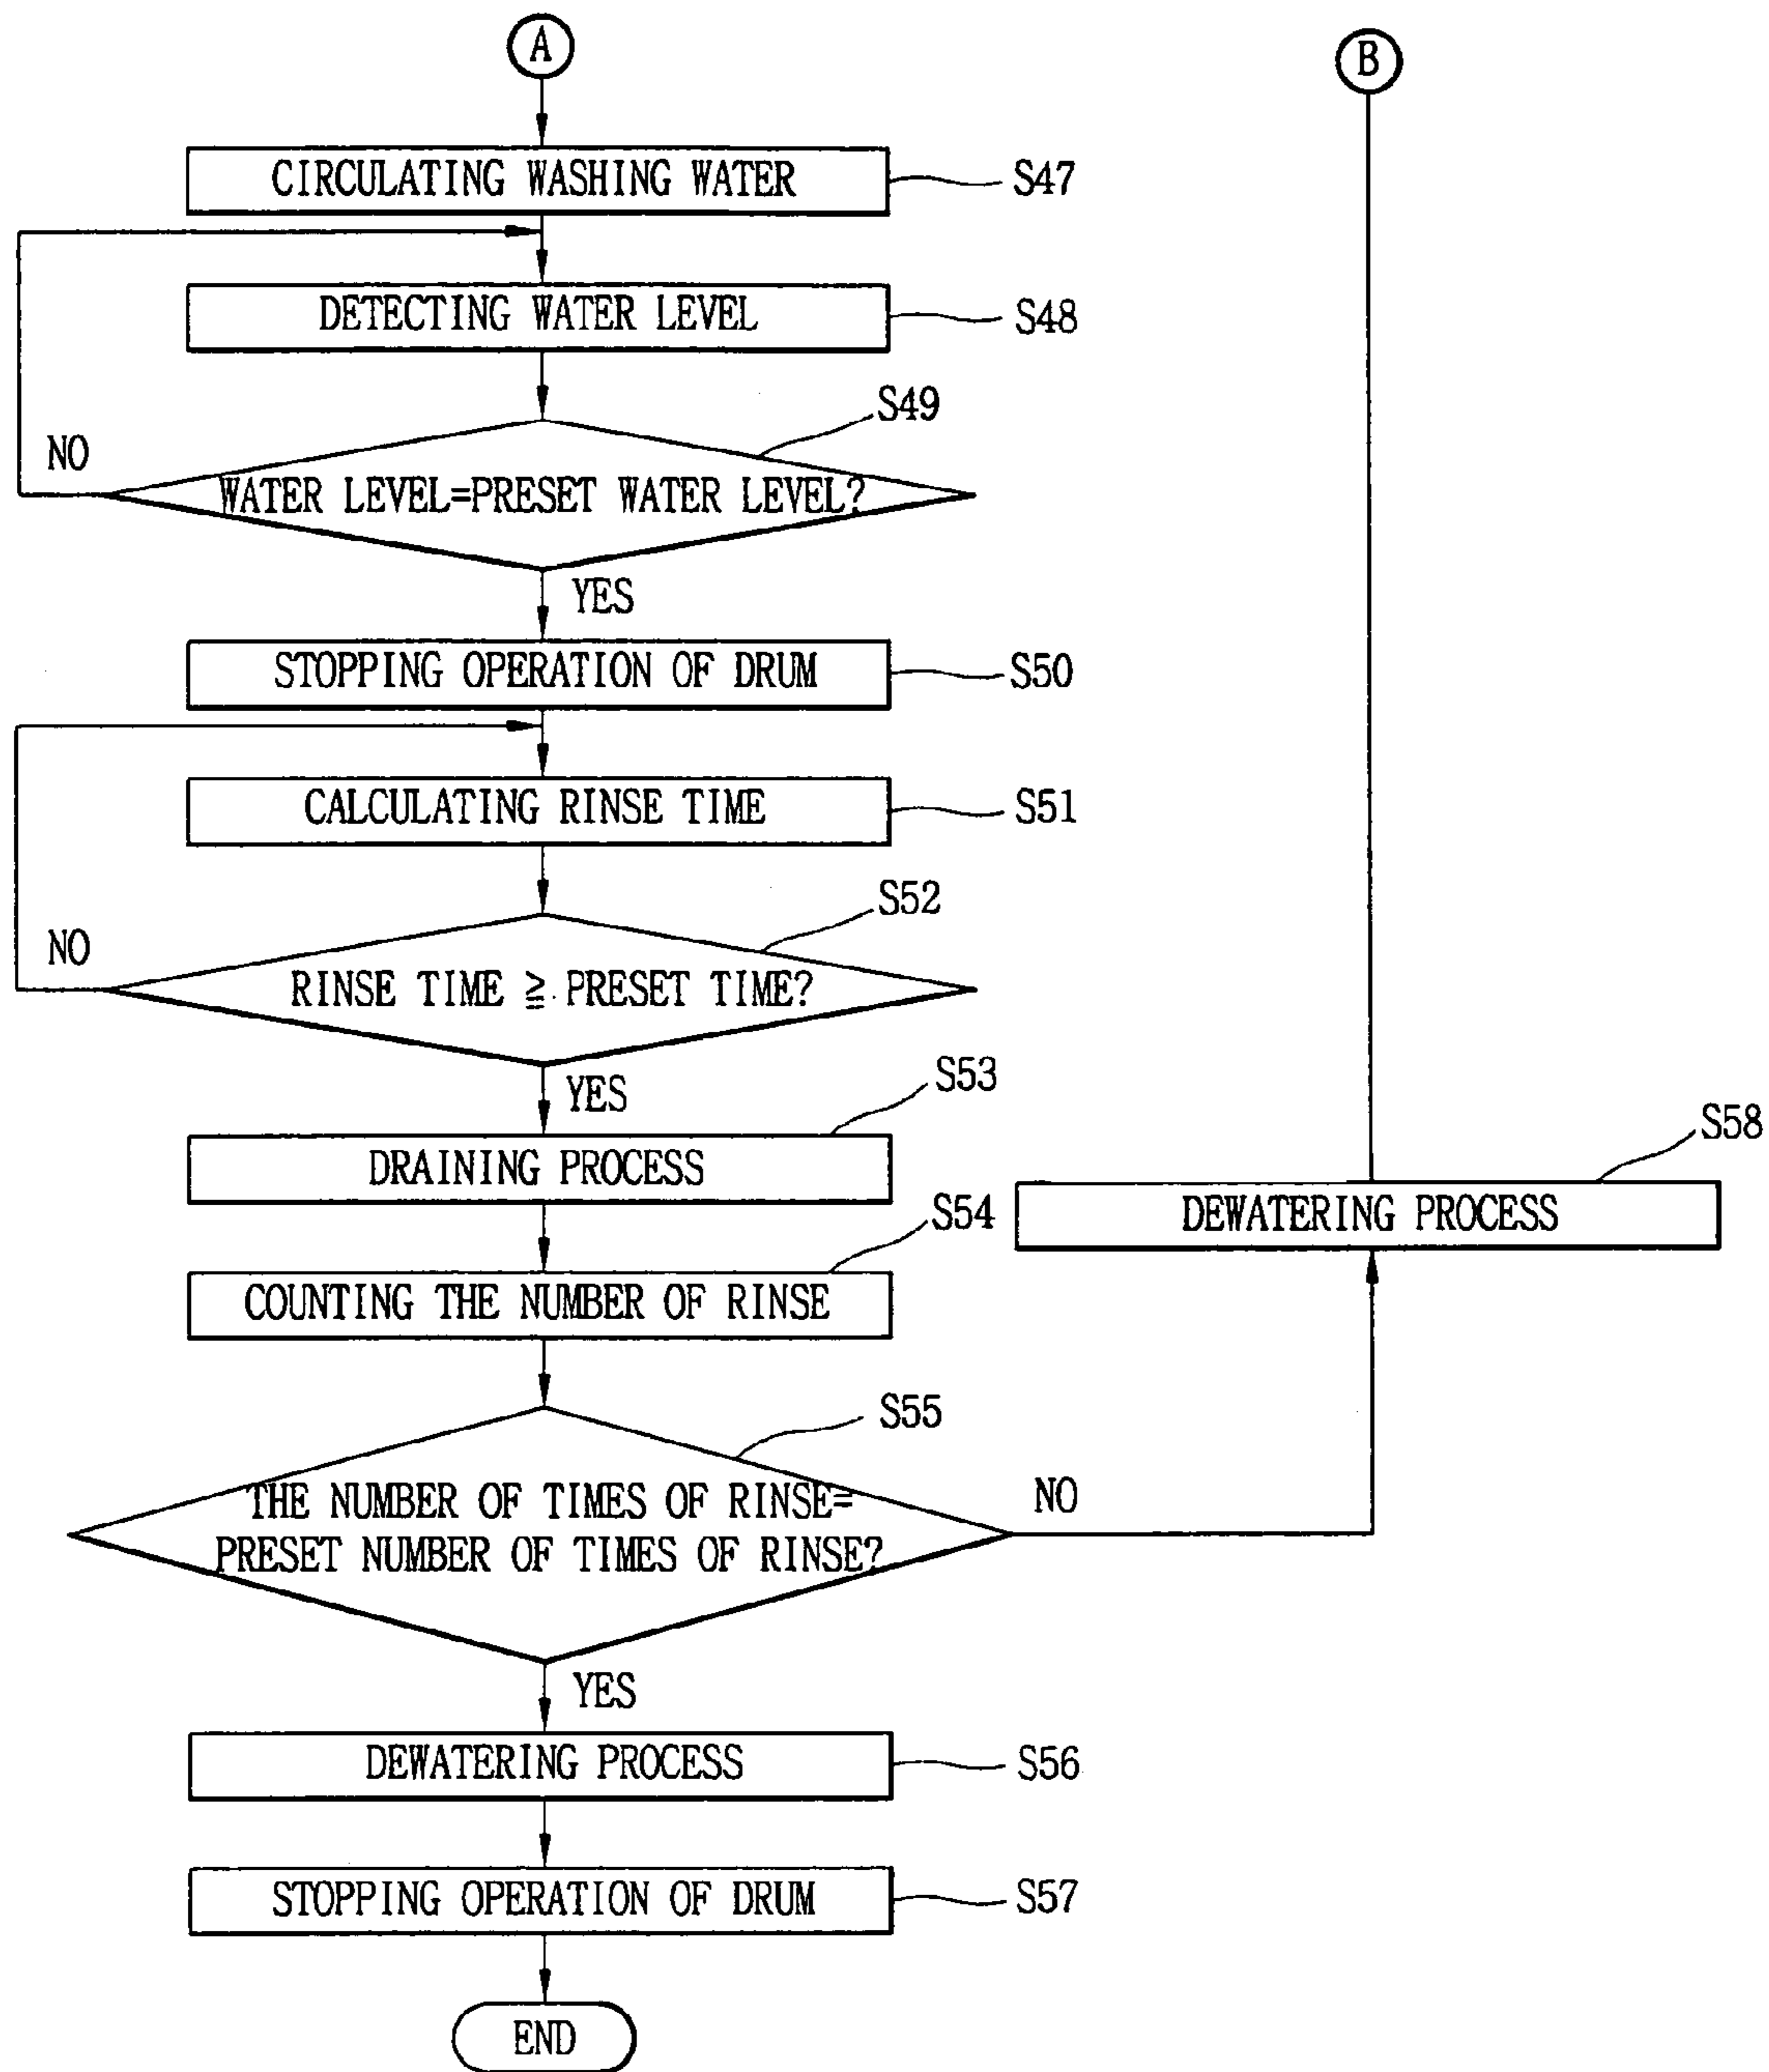 A
B
CIRCULATING WASHING WATER
S47
DETECTING WATER LEVEL
S48
S49
NO
WATER LEVEL=PRESET WATER LEVEL?
YES
STOPPING OPERATION OF DRUM
S50
CALCULATING RINSE TIME
S51
S52
NO
RINSE TIME ≧ PRESET TIME?
YES
S53
DRAINING PROCESS
S58
DEWATERING PROCESS
S54
COUNTING THE NUMBER OF RINSE
S55
THE NUMBER OF TIMES OF RINSE=
PRESET NUMBER OF TIMES OF RINSE?
NO
YES
DEWATERING PROCESS
S56
STOPPING OPERATION OF DRUM
S57
END